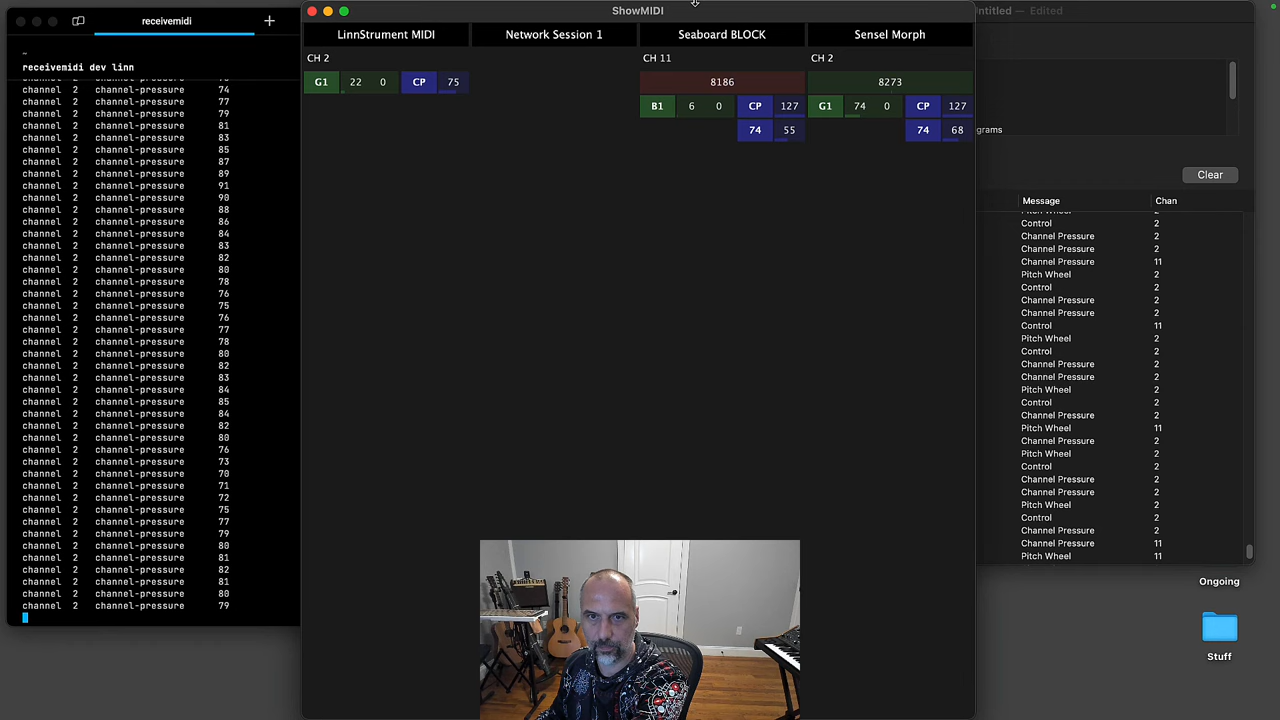 receivemidi
+
~
receivemidi dev linn
channel 2 channel-pressure 74
channel 2 channel-pressure 77
channel 2 channel-pressure 79
channel 2 channel-pressure 81
channel 2 channel-pressure 83
channel 2 channel-pressure 85
channel 2 channel-pressure 87
channel 2 channel-pressure 89
channel 2 channel-pressure 91
channel 2 channel-pressure 90
channel 2 channel-pressure 88
channel 2 channel-pressure 86
channel 2 channel-pressure 84
channel 2 channel-pressure 83
channel 2 channel-pressure 82
channel 2 channel-pressure 80
channel 2 channel-pressure 78
channel 2 channel-pressure 76
channel 2 channel-pressure 75
channel 2 channel-pressure 76
channel 2 channel-pressure 77
channel 2 channel-pressure 78
channel 2 channel-pressure 80
channel 2 channel-pressure 82
channel 2 channel-pressure 83
channel 2 channel-pressure 84
channel 2 channel-pressure 85
channel 2 channel-pressure 84
channel 2 channel-pressure 82
channel 2 channel-pressure 80
channel 2 channel-pressure 76
channel 2 channel-pressure 73
channel 2 channel-pressure 70
channel 2 channel-pressure 71
channel 2 channel-pressure 72
channel 2 channel-pressure 75
channel 2 channel-pressure 77
channel 2 channel-pressure 79
channel 2 channel-pressure 80
channel 2 channel-pressure 81
channel 2 channel-pressure 82
channel 2 channel-pressure 81
channel 2 channel-pressure 80
channel 2 channel-pressure 79
ShowMIDI
LinnStrument MIDI Network Session 1 Seaboard BLOCK Sensel Morph
CH 2 CH 11 CH 2
G1 22 0 CP 75 8186 8273
B1 6 0 CP 127 G1 74 0 CP 127
74 55 74 68
ntitled — Edited
grams
Clear
Message Chan
Pitch Wheel 2
Control 2
Channel Pressure 2
Channel Pressure 2
Channel Pressure 11
Pitch Wheel 2
Control 2
Channel Pressure 2
Channel Pressure 2
Control 11
Pitch Wheel 2
Control 2
Channel Pressure 2
Channel Pressure 2
Pitch Wheel 2
Control 2
Channel Pressure 2
Pitch Wheel 11
Channel Pressure 2
Pitch Wheel 2
Control 2
Channel Pressure 2
Channel Pressure 2
Pitch Wheel 2
Control 2
Channel Pressure 2
Channel Pressure 11
Pitch Wheel 11
Ongoing
Stuff